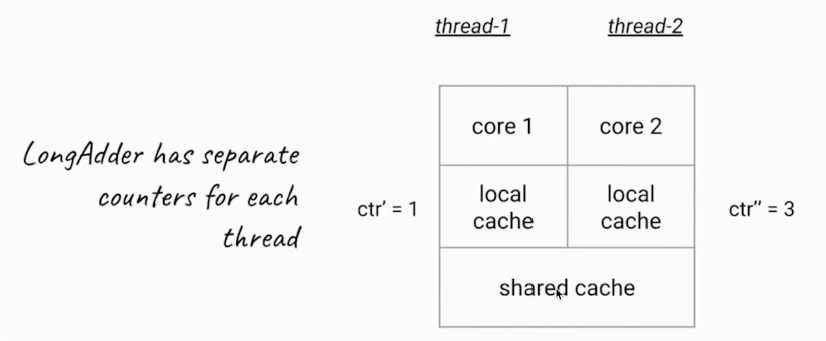 thread-1 thread-2
LongAdder has separate
counters for each
thread
core 1 core 2
ctr' = 1
local
cache
local
cache
ctr'' = 3
shared cache